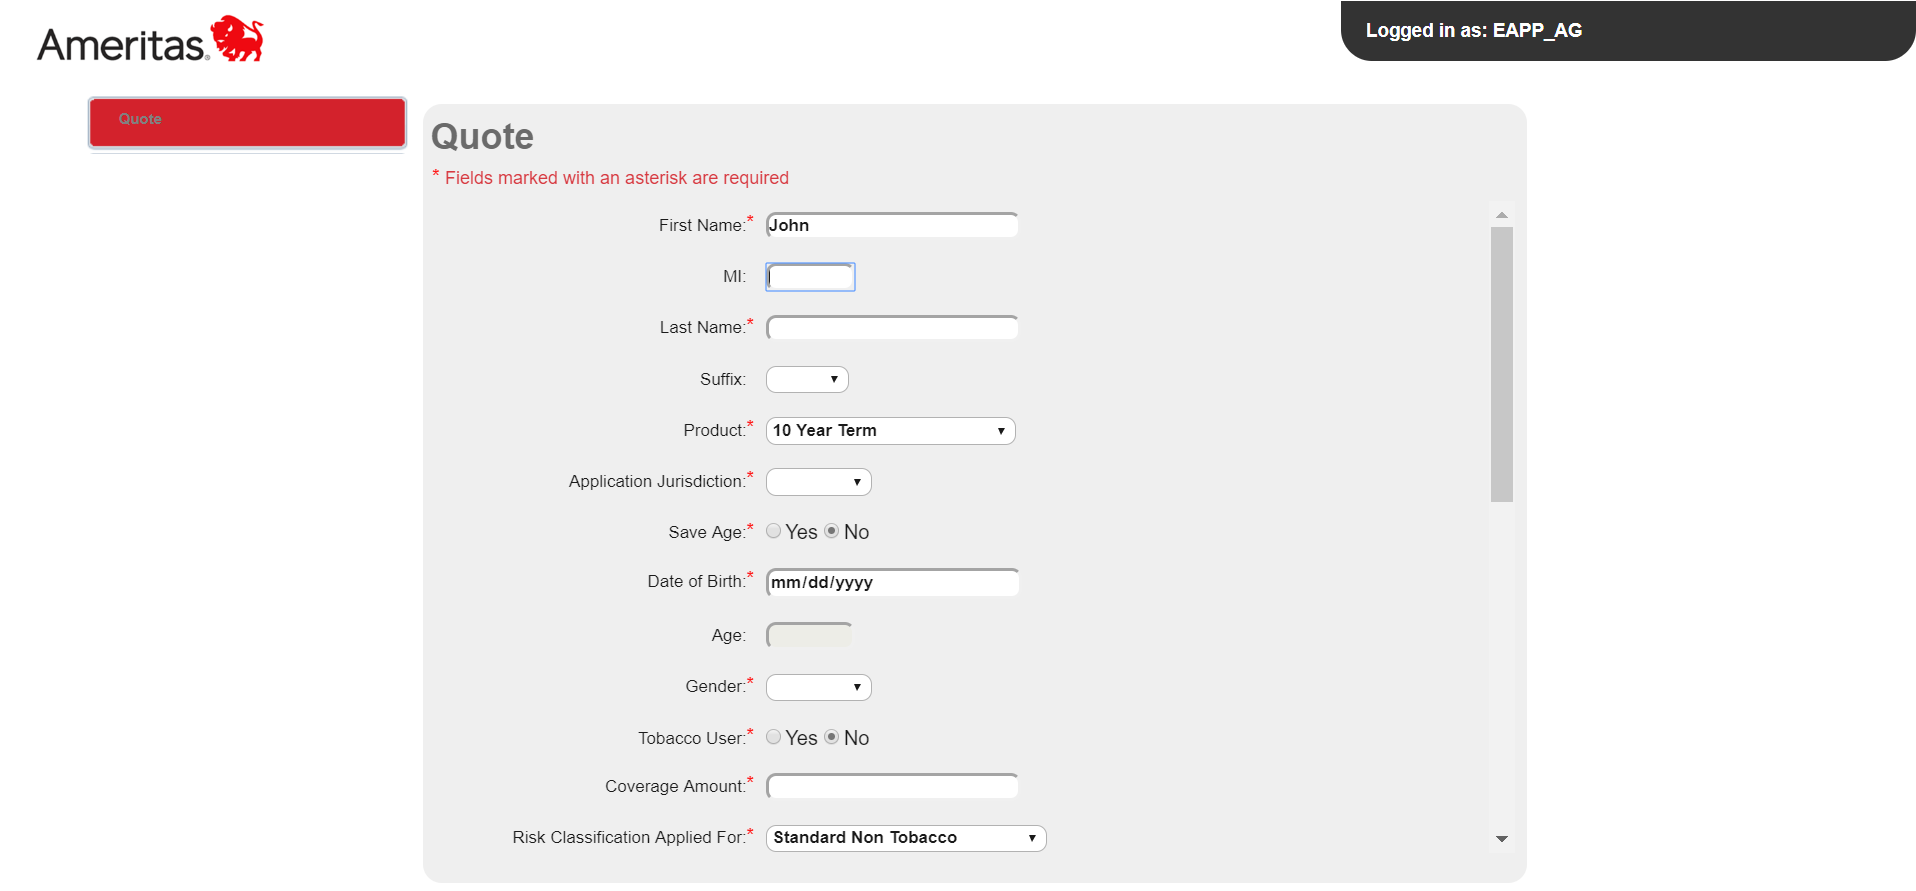 Ameritas
Logged in as: EAPP_AG
Quote
Quote
* Fields marked with an asterisk are required
First Name:* John
MI:
Last Name:*
Suffix:
Product:* 10 Year Term
Application Jurisdiction:*
Save Age:* Yes No
Date of Birth:* mm/dd/yyyy
Age:
Gender:*
Tobacco User:* Yes No
Coverage Amount:*
Risk Classification Applied For:* Standard Non Tobacco